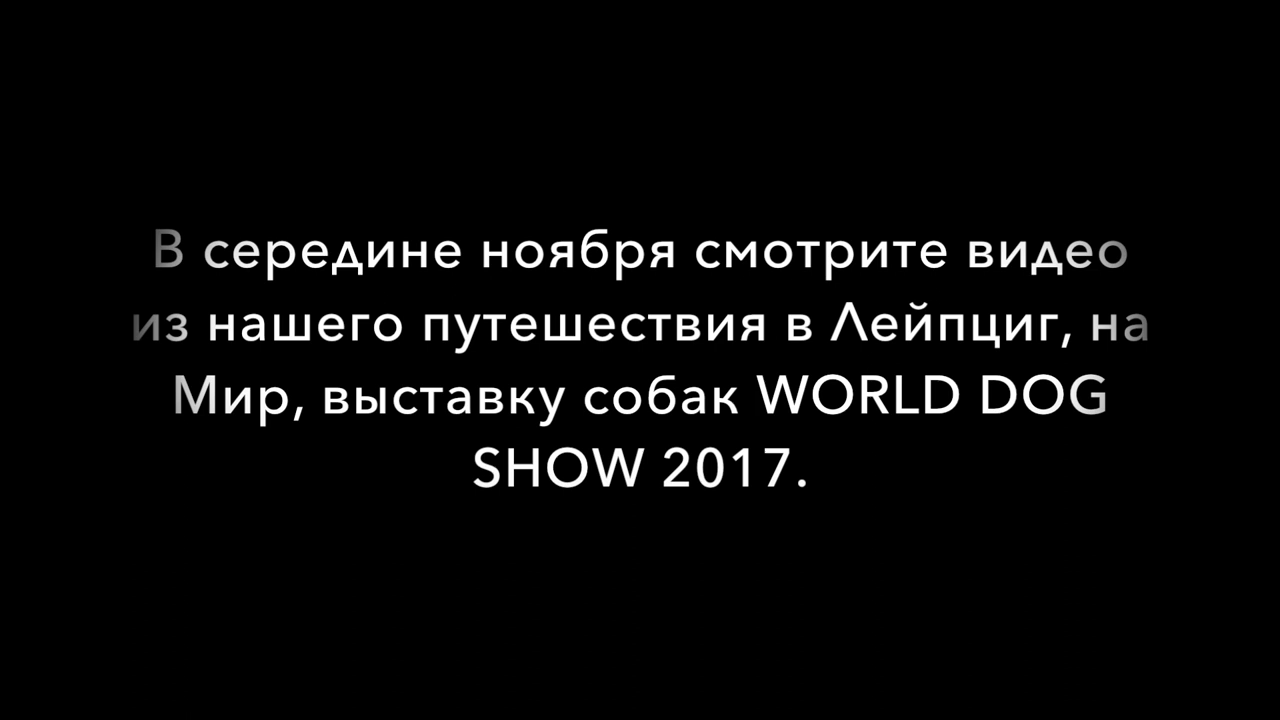 В середине ноября смотрите видео
из нашего путешествия в Лейпциг, на
Мир, выставку собак WORLD DOG
SHOW 2017.